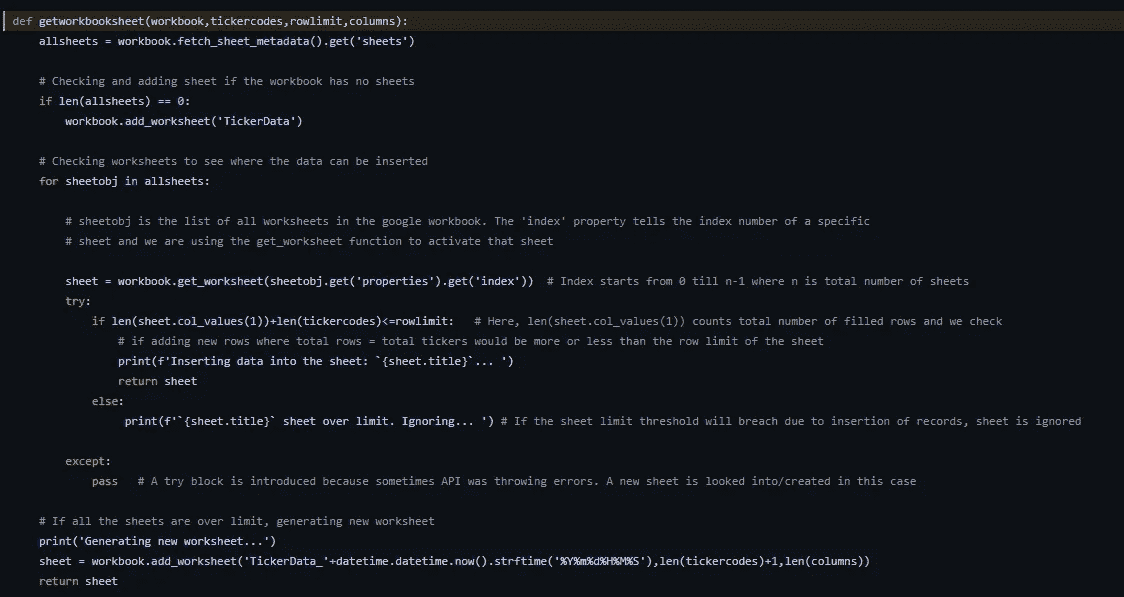 def getworkbooksheet(workbook,tickercodes,rowlimit,columns):
    allsheets = workbook.fetch_sheet_metadata().get('sheets')

    # Checking and adding sheet if the workbook has no sheets
    if len(allsheets) == 0:
        workbook.add_worksheet('TickerData')

    # Checking worksheets to see where the data can be inserted
    for sheetobj in allsheets:

        # sheetobj is the list of all worksheets in the google workbook. The 'index' property tells the index number of a specific
        # sheet and we are using the get_worksheet function to activate that sheet

        sheet = workbook.get_worksheet(sheetobj.get('properties').get('index'))  # Index starts from 0 till n-1 where n is total number of sheets
        try:
            if len(sheet.col_values(1))+len(tickercodes)<=rowlimit:   # Here, len(sheet.col_values(1)) counts total number of filled rows and we check
                # if adding new rows where total rows = total tickers would be more or less than the row limit of the sheet
                print(f'Inserting data into the sheet: `{sheet.title}`... ')
                return sheet
            else:
                 print(f'`{sheet.title}` sheet over limit. Ignoring... ') # If the sheet limit threshold will breach due to insertion of records, sheet is ignored

        except:
            pass   # A try block is introduced because sometimes API was throwing errors. A new sheet is looked into/created in this case

    # If all the sheets are over limit, generating new worksheet
    print('Generating new worksheet...')
    sheet = workbook.add_worksheet('TickerData_'+datetime.datetime.now().strftime('%Y%m%d%H%M%S'),len(tickercodes)+1,len(columns))
    return sheet